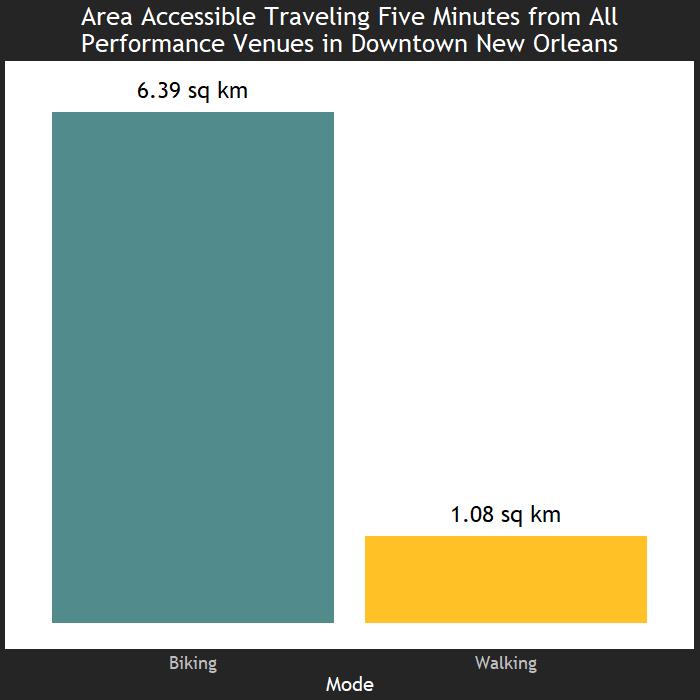 Area Accessible Traveling Five Minutes from All
Performance Venues in Downtown New Orleans
6.39 sq km
1.08 sq km
Biking
Walking
Mode